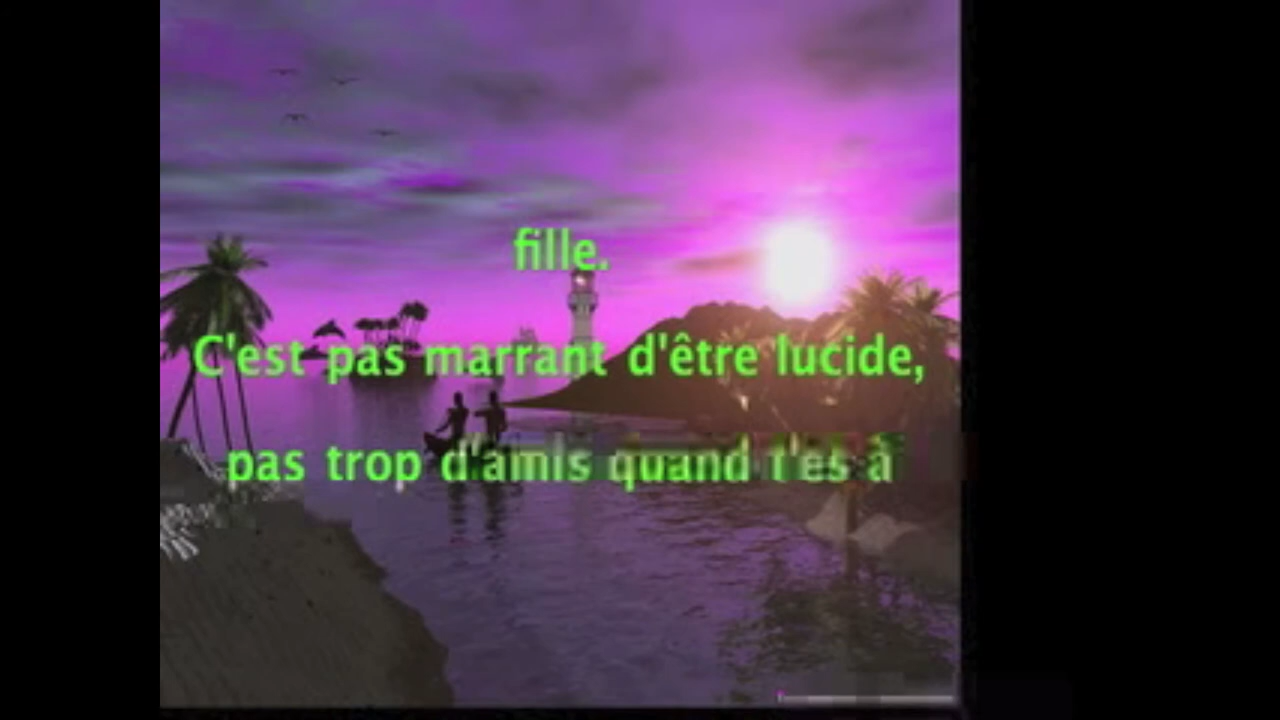 fille.
C'est pas marrant d'être lucide,
pas trop d'amis quand t'es à